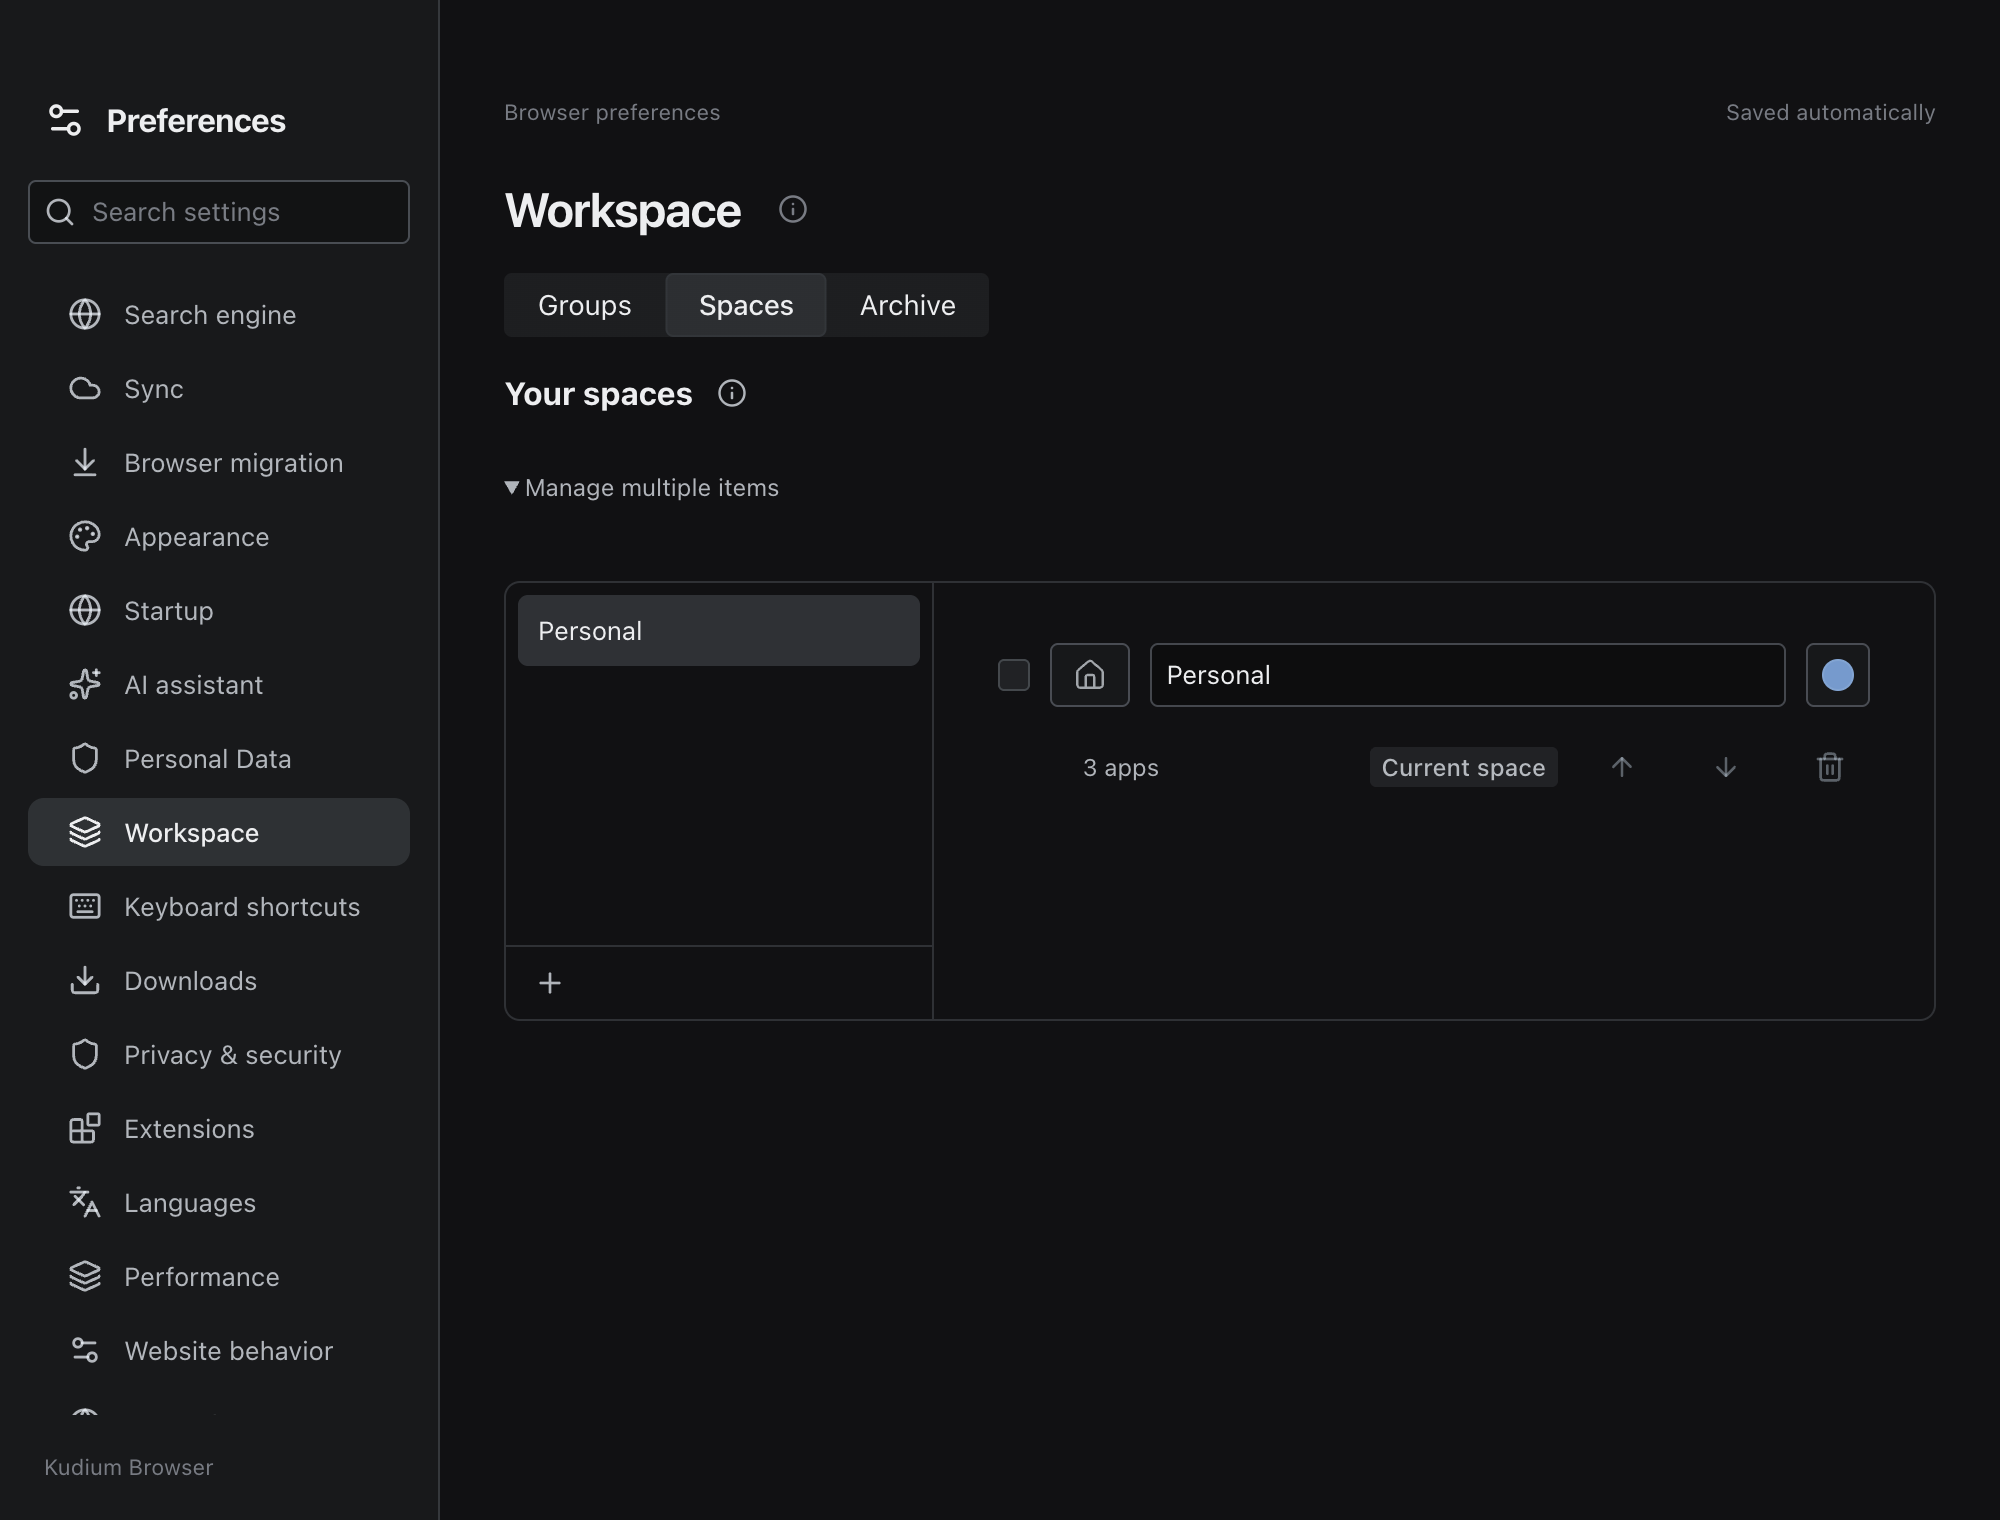 Preferences
Search settings
Search engine
Sync
Browser migration
Appearance
Startup
AI assistant
Personal Data
Workspace
Keyboard shortcuts
Downloads
Privacy & security
Extensions
Languages
Performance
Website behavior
Kudium Browser
Browser preferences
Saved automatically
Workspace
Groups
Spaces
Archive
Your spaces
Manage multiple items
Personal
Personal
3 apps
Current space